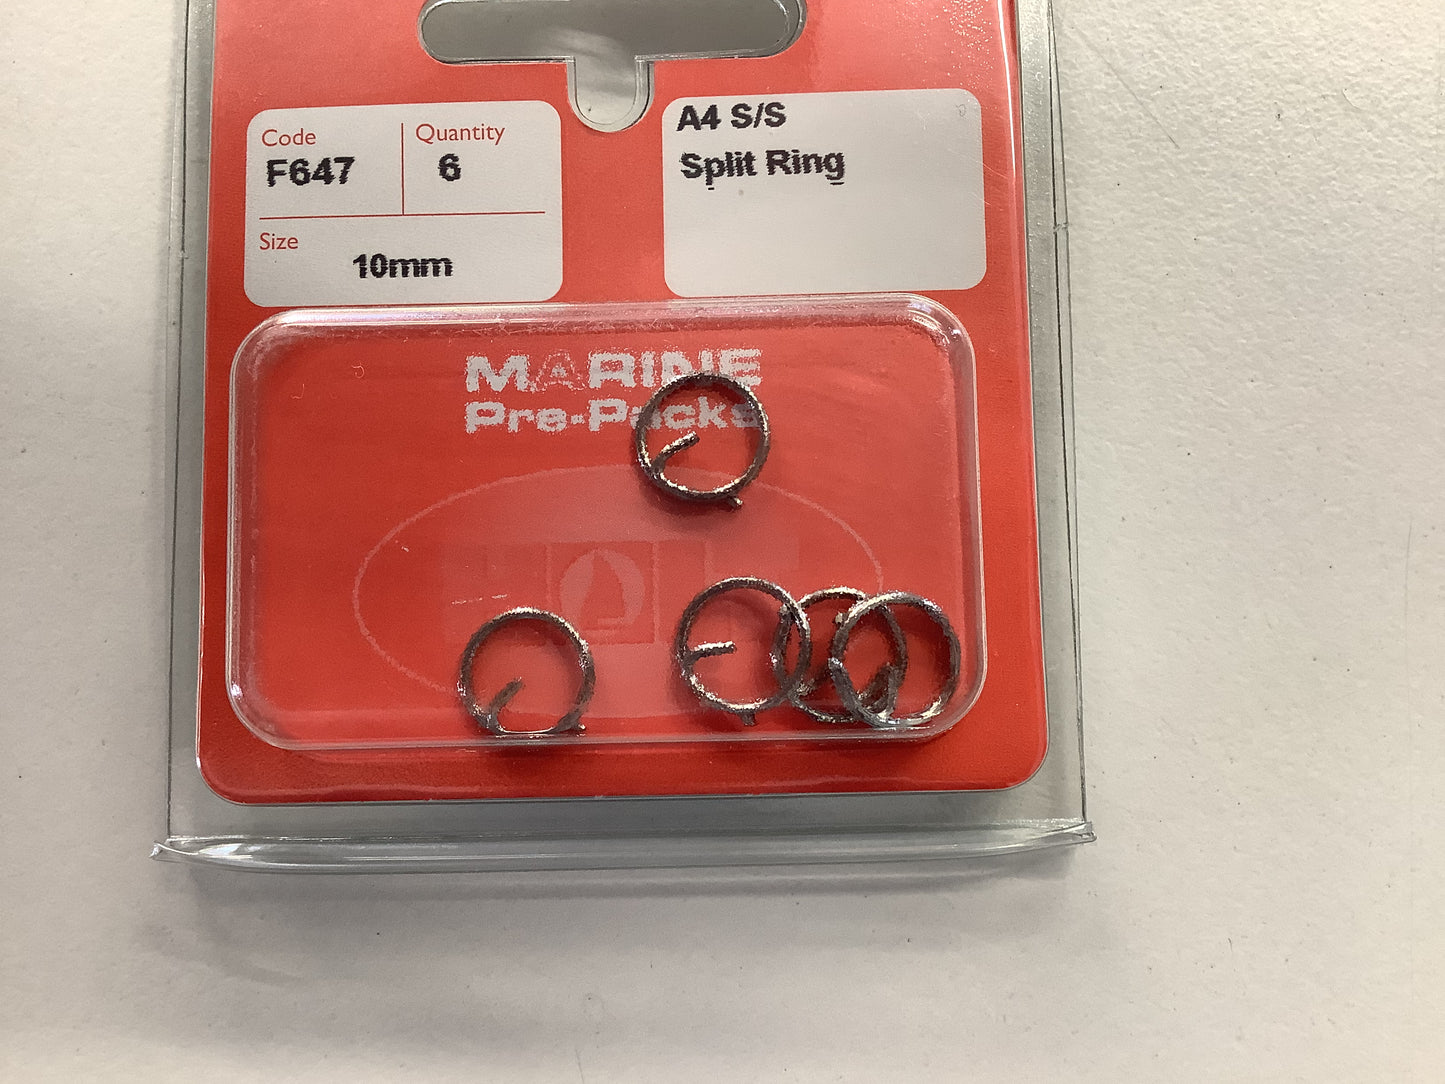 Code
F647
Quantity
6
Size
10mm
A4 S/S
Split Ring
MARINE
Pre-Packs